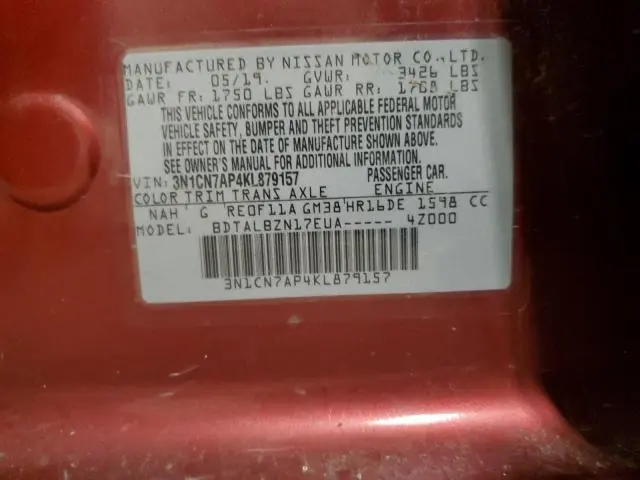 MANUFACTURED BY NISSAN MOTOR CO.,LTD.
DATE: 05/19. GVWR: 3426 LBS
GAWR FR: 1750 LBS GAWR RR: 1768 LBS
THIS VEHICLE CONFORMS TO ALL APPLICABLE FEDERAL MOTOR
VEHICLE SAFETY, BUMPER AND THEFT PREVENTION STANDARDS
IN EFFECT ON THE DATE OF MANUFACTURE SHOWN ABOVE.
SEE OWNER'S MANUAL FOR ADDITIONAL INFORMATION.
VIN: 3N1CN7AP4KL879157 PASSENGER CAR.
COLOR TRIM TRANS AXLE ENGINE
NAH G RE0F11A GM38 HR16DE 1598 CC
MODEL: BDTALBZN17EUA----- 4Z000
3N1CN7AP4KL879157